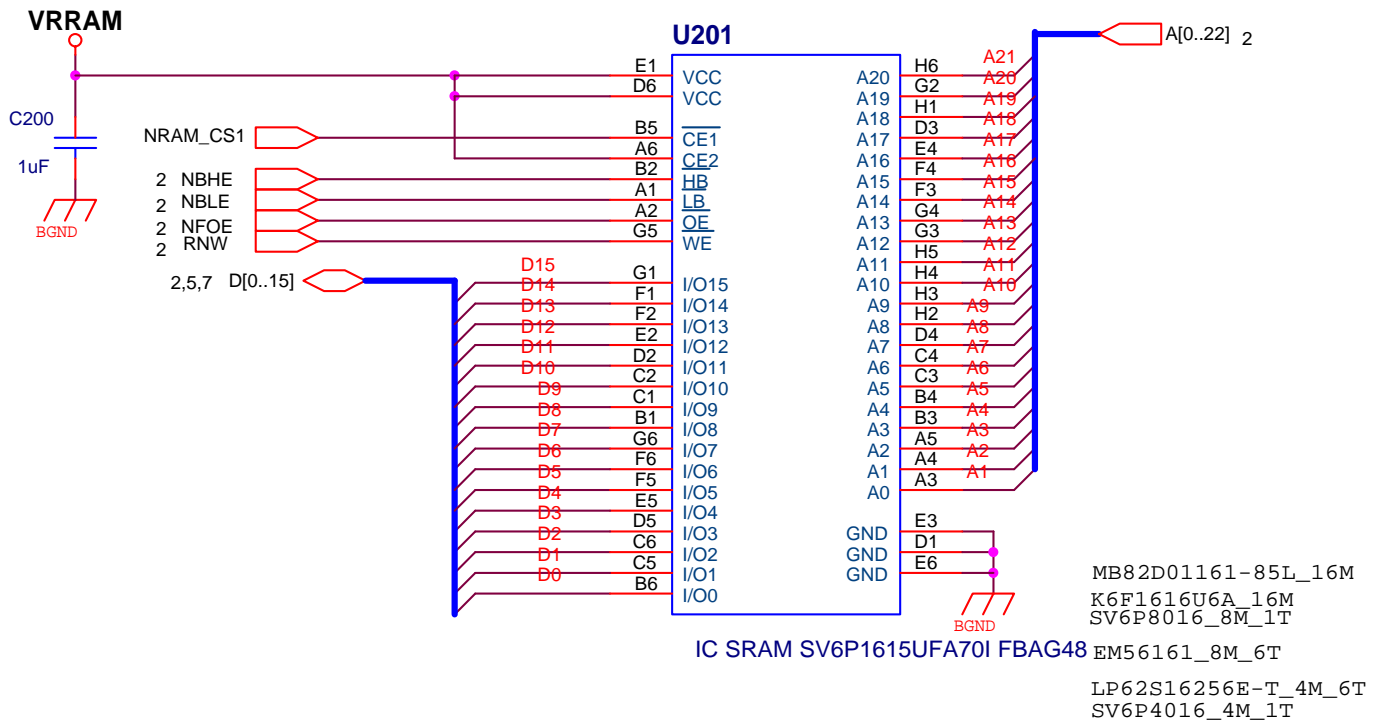 VRRAM
C200
1uF
BGND
NRAM_CS1
2 NBHE
2 NBLE
2 NFOE
2 RNW
2,5,7 D[0..15]
U201
A[0..22] 2
E1 VCC
D6 VCC
B5 CE1
A6 CE2
B2 HB
A1 LB
A2 OE
G5 WE
D15 G1 I/O15
D14 F1 I/O14
D13 F2 I/O13
D12 E2 I/O12
D11 D2 I/O11
D10 C2 I/O10
D9 C1 I/O9
D8 B1 I/O8
D7 G6 I/O7
D6 F6 I/O6
D5 F5 I/O5
D4 E5 I/O4
D3 D5 I/O3
D2 C6 I/O2
D1 C5 I/O1
D0 B6 I/O0
A20 H6 A21
A19 G2 A20
A18 H1 A19
A17 D3 A18
A16 E4 A17
A15 F4 A16
A14 F3 A15
A13 G4 A14
A12 G3 A13
A11 H5 A12
A10 H4 A11
A9 H3 A10
A8 H2 A9
A7 D4 A8
A6 C4 A7
A5 C3 A6
A4 B4 A5
A3 B3 A4
A2 A5 A3
A1 A4 A2
A0 A3 A1
GND E3
GND D1
GND E6
BGND
IC SRAM SV6P1615UFA70I FBAG48
MB82D01161-85L_16M
K6F1616U6A_16M
SV6P8016_8M_1T
EM56161_8M_6T
LP62S16256E-T_4M_6T
SV6P4016_4M_1T